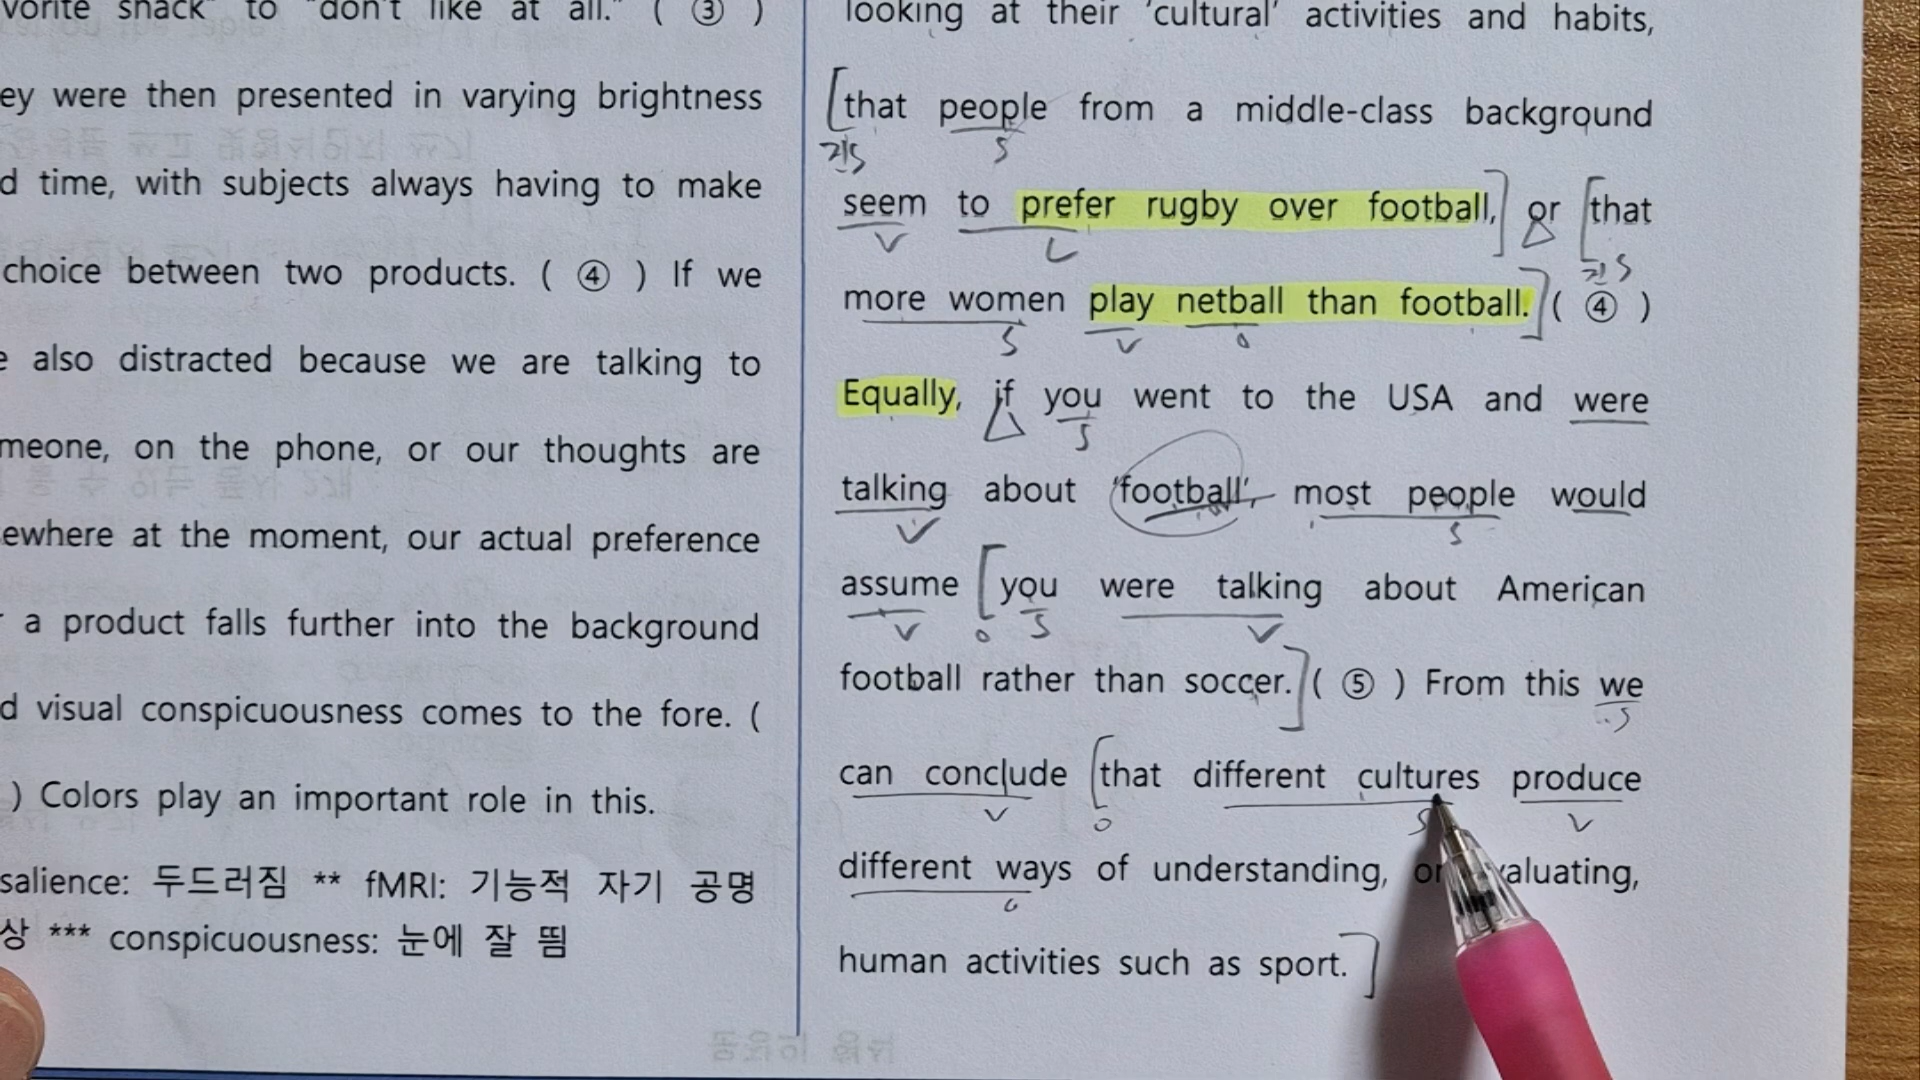 vorite snack" to "don't like at all." ( ③ )
ey were then presented in varying brightness
d time, with subjects always having to make
choice between two products. ( ④ ) If we
e also distracted because we are talking to
meone, on the phone, or our thoughts are
ewhere at the moment, our actual preference
r a product falls further into the background
d visual conspicuousness comes to the fore. (
) Colors play an important role in this.
salience: 두드러짐 ** fMRI: 기능적 자기 공명
상 *** conspicuousness: 눈에 잘 띔
looking at their 'cultural' activities and habits,
[that people from a middle-class background
S
seem to prefer rugby over football,] or [that
V
S
more women play netball than football.] ( ④ )
S V o
Equally, if you went to the USA and were
S
talking about 'football', most people would
V S
assume [you were talking about American
V o S V
football rather than soccer.] ( ⑤ ) From this we
S
can conclude [that different cultures produce
V o S V
different ways of understanding, or
valuating,
o
human activities such as sport.]